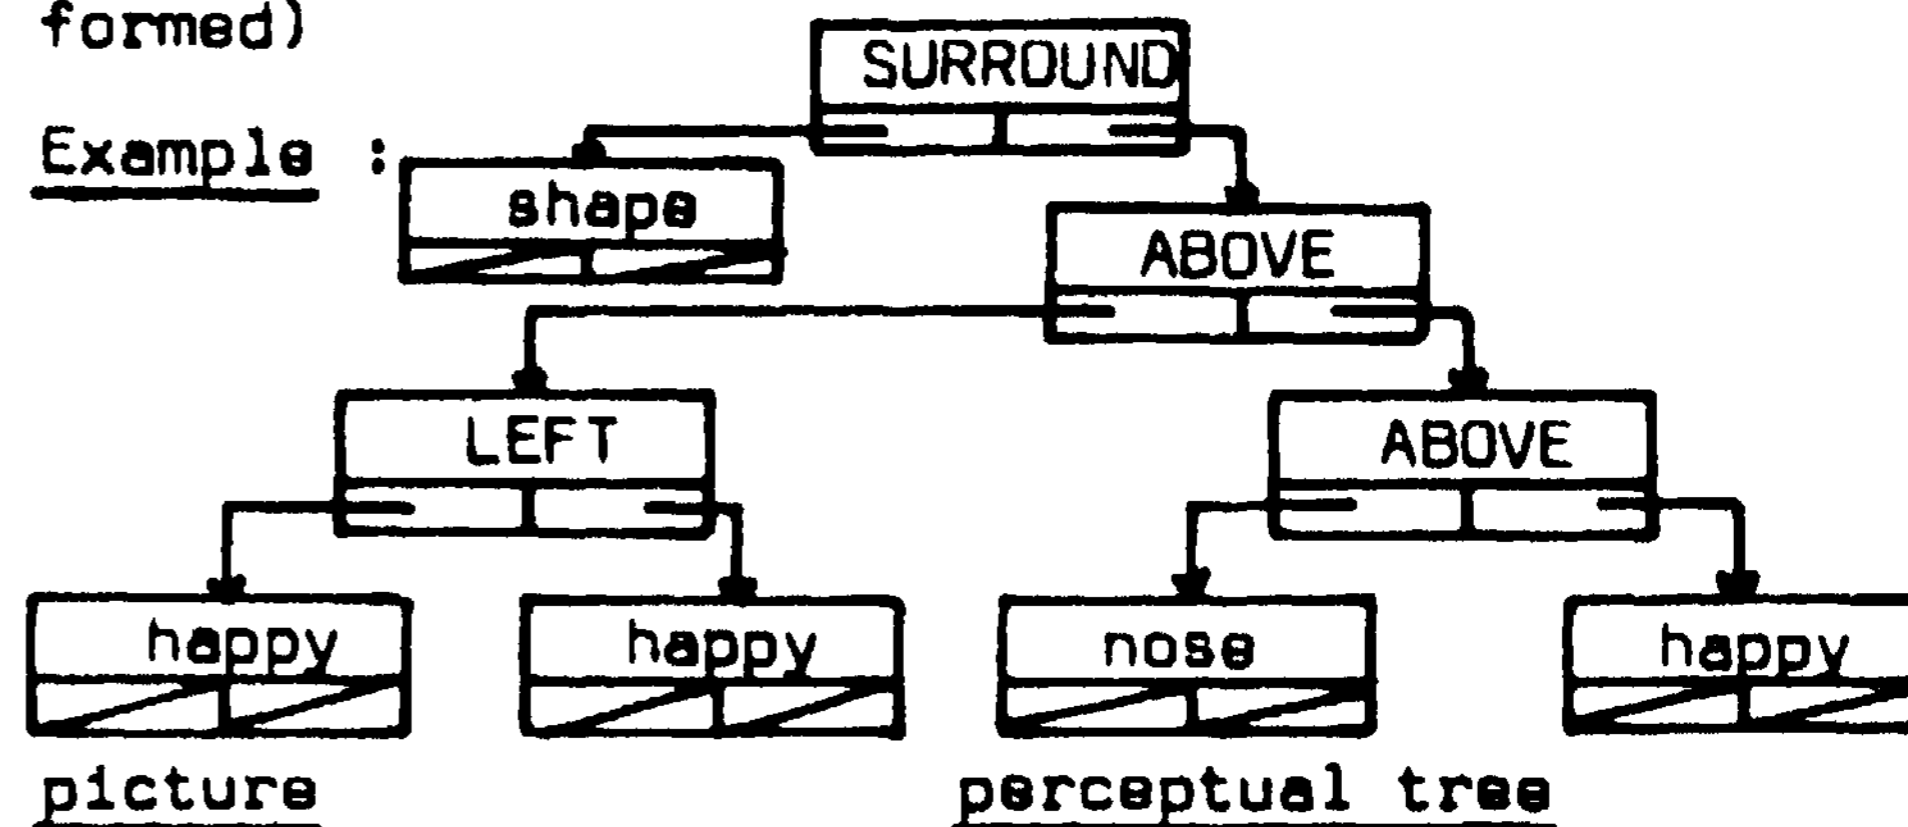 formed)
SURROUND
Example :
shape
ABOVE
LEFT ABOVE
happy happy nose happy
picture perceptual tree